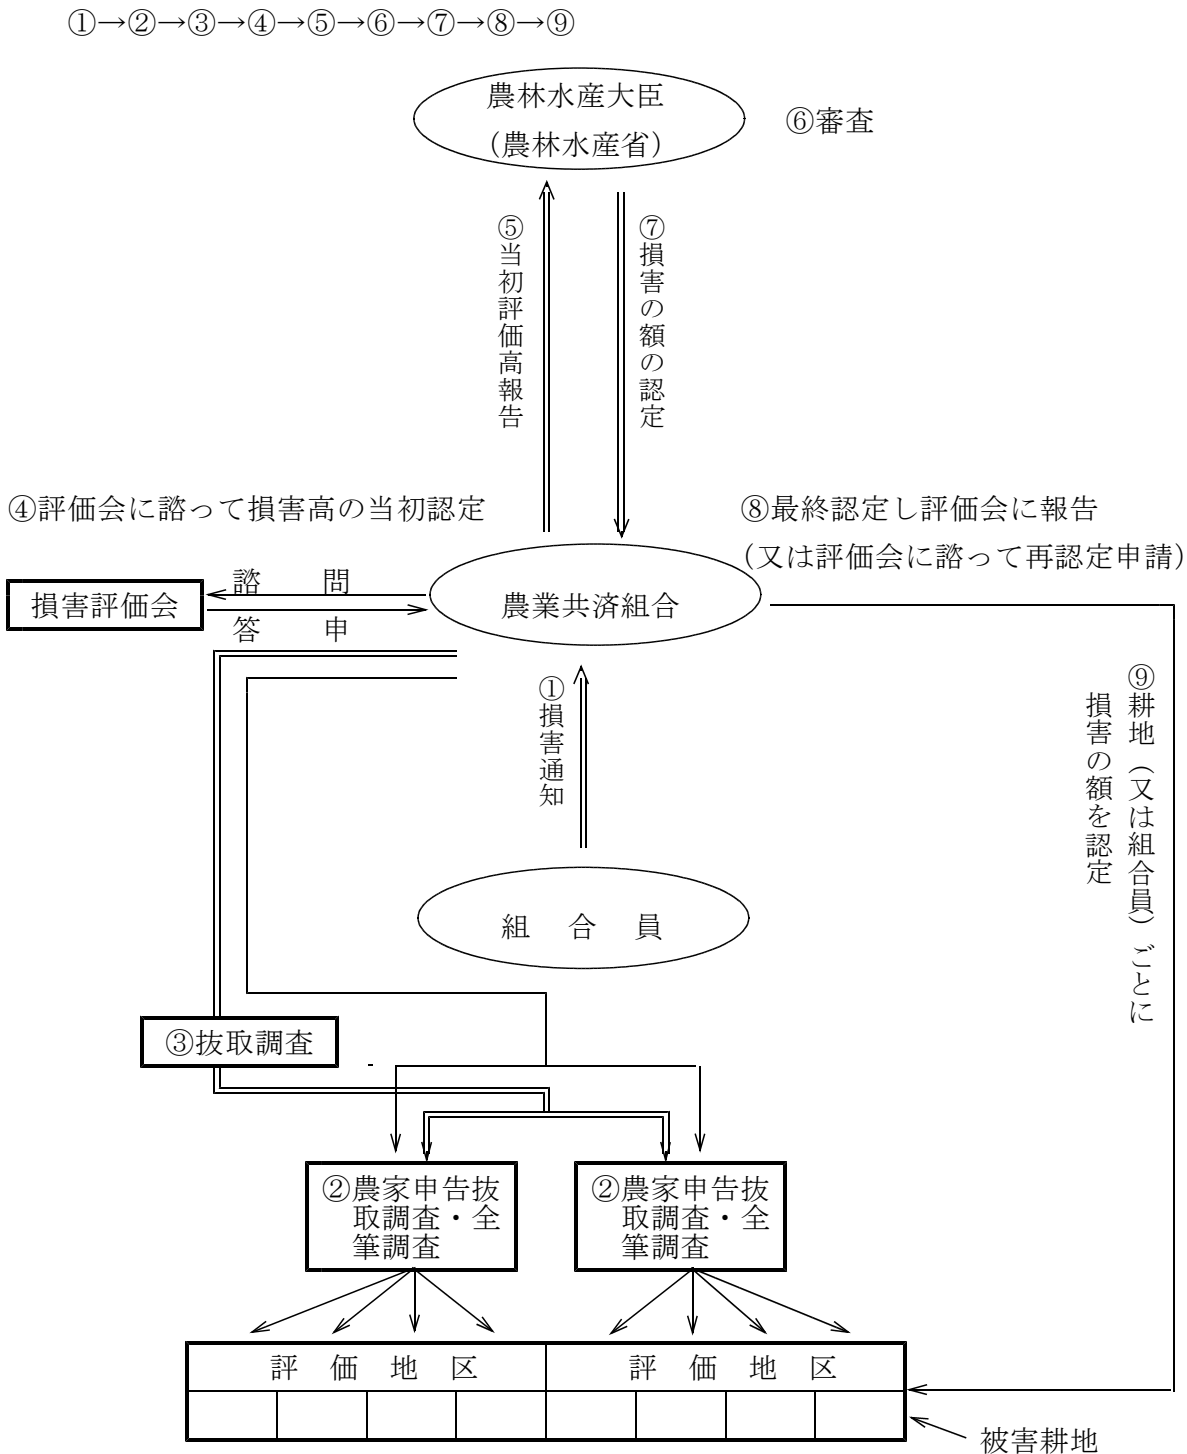 ①→②→③→④→⑤→⑥→⑦→⑧→⑨
農林水産大臣
（農林水産省）
⑥審査
⑤当初評価高報告
⑦損害の額の認定
④評価会に諮って損害高の当初認定
⑧最終認定し評価会に報告
（又は評価会に諮って再認定申請）
諮　問
損害評価会
農業共済組合
答　申
①損害通知
⑨耕地（又は組合員）ごとに
損害の額を認定
組　合　員
③抜取調査
②農家申告抜
取調査・全
筆調査
②農家申告抜
取調査・全
筆調査
評　価　地　区
評　価　地　区
被害耕地